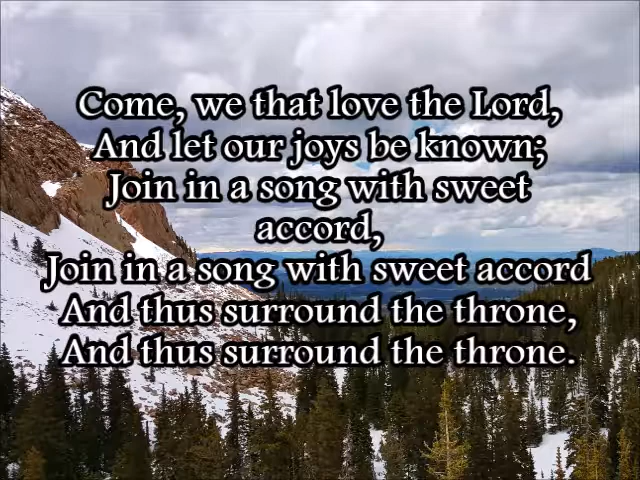 Come, we that love the Lord,
And let our joys be known;
Join in a song with sweet
accord,
Join in a song with sweet accord
And thus surround the throne,
And thus surround the throne.